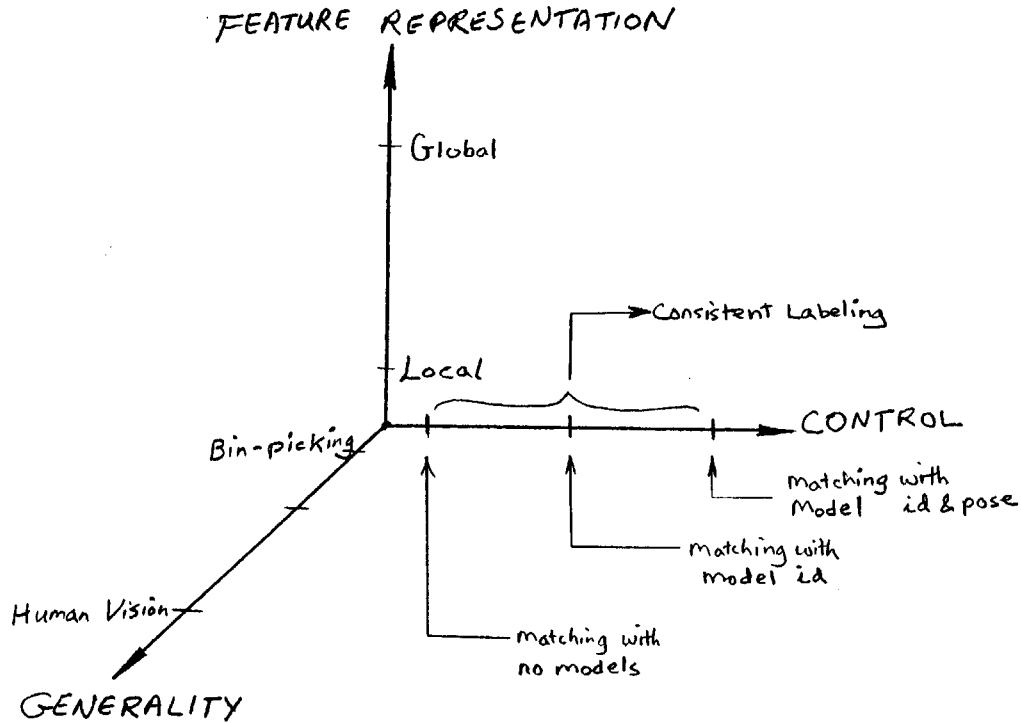 FEATURE REPRESENTATION
Global
Consistent Labeling
Local
CONTROL
Bin-picking
matching with
Model id & pose
matching with
model id
Human Vision
matching with
no models
GENERALITY